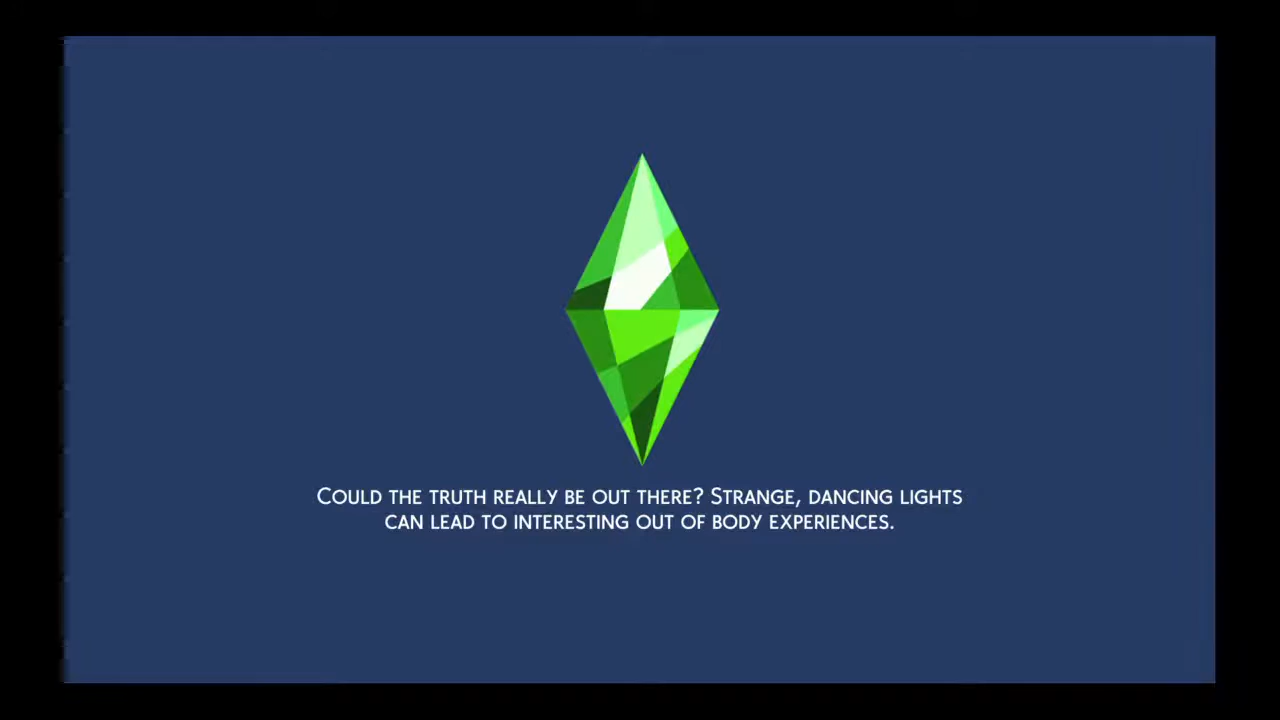 Could the truth really be out there? Strange, dancing lights
can lead to interesting out of body experiences.